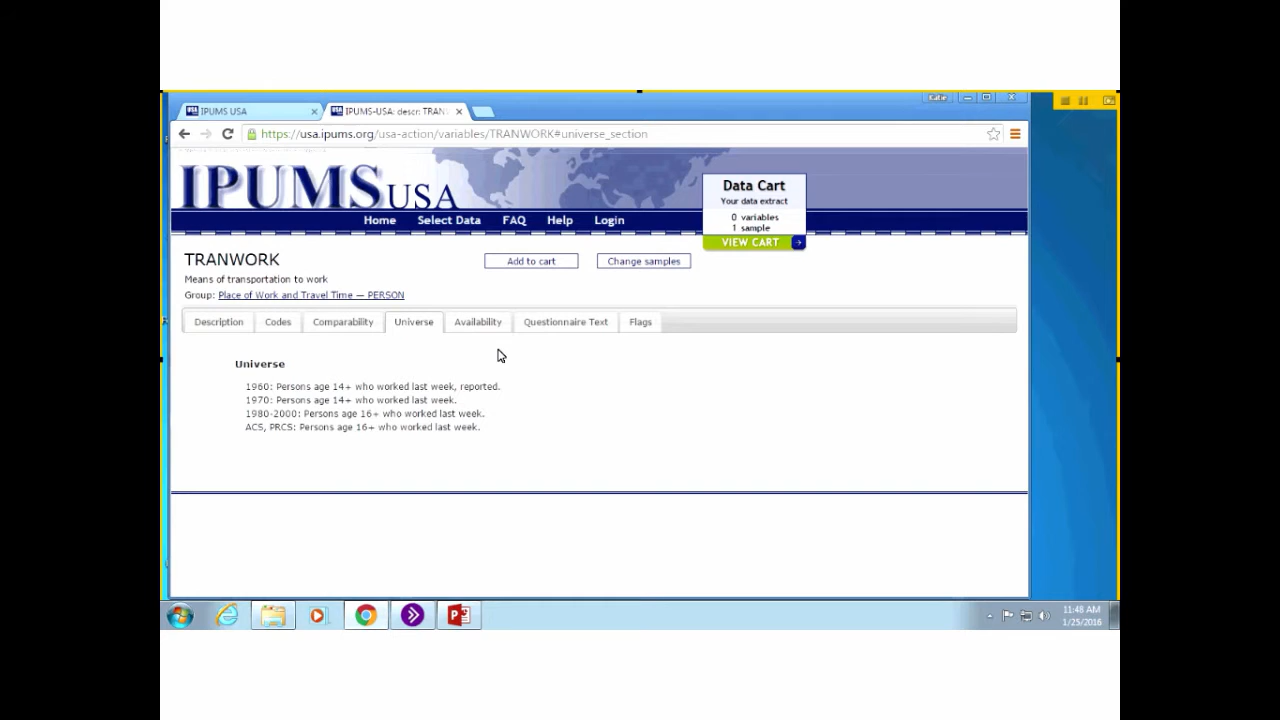 IPUMS USA
IPUMS-USA: descr: TRAN
https://usa.ipums.org/usa-action/variables/TRANWORK#universe_section
IPUMS USA
Data Cart
Your data extract
0 variables
1 sample
VIEW CART
Home Select Data FAQ Help Login
TRANWORK
Add to cart Change samples
Means of transportation to work
Group: Place of Work and Travel Time — PERSON
Description Codes Comparability Universe Availability Questionnaire Text Flags
Universe
1960: Persons age 14+ who worked last week, reported.
1970: Persons age 14+ who worked last week.
1980-2000: Persons age 16+ who worked last week.
ACS, PRCS: Persons age 16+ who worked last week.
11:48 AM
1/25/2016